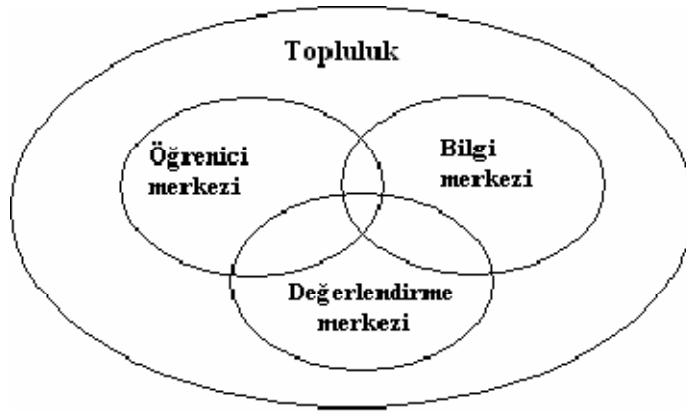 Topluluk
Öğrenici
merkezi
Bilgi
merkezi
Değerlendirme
merkezi